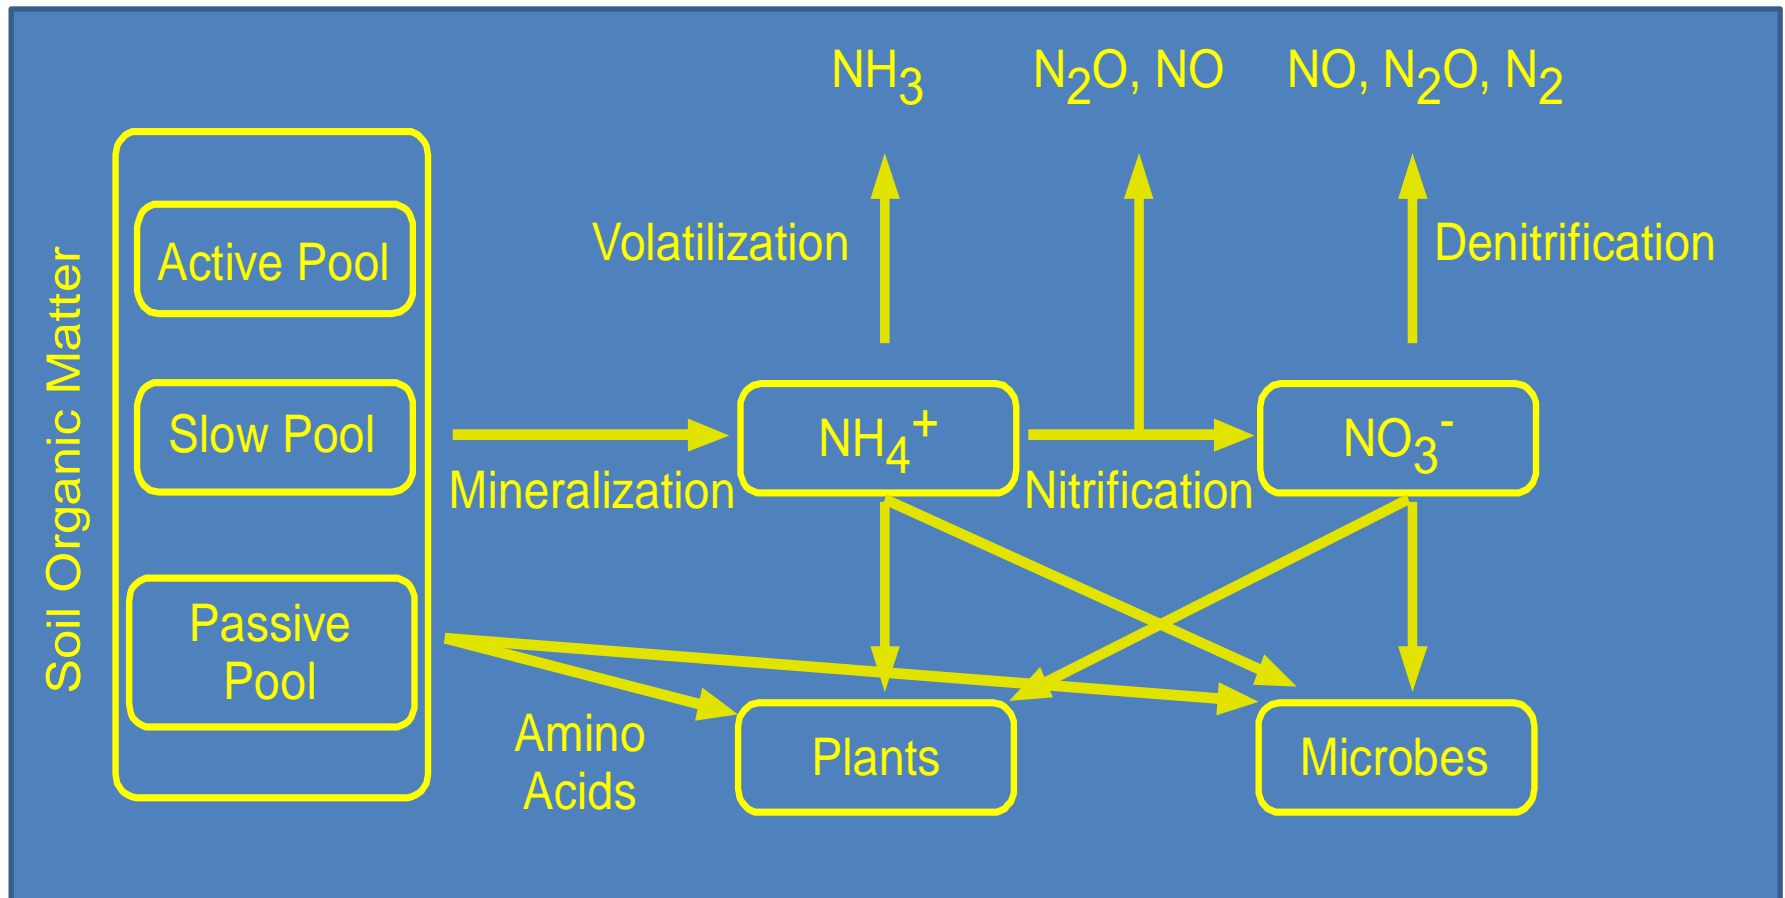 NH₃
N₂O, NO
NO, N₂O, N₂
Volatilization
Denitrification
Soil Organic Matter
Active Pool
Slow Pool
Passive
Pool
Mineralization
NH₄⁺
Nitrification
NO₃⁻
Amino
Acids
Plants
Microbes